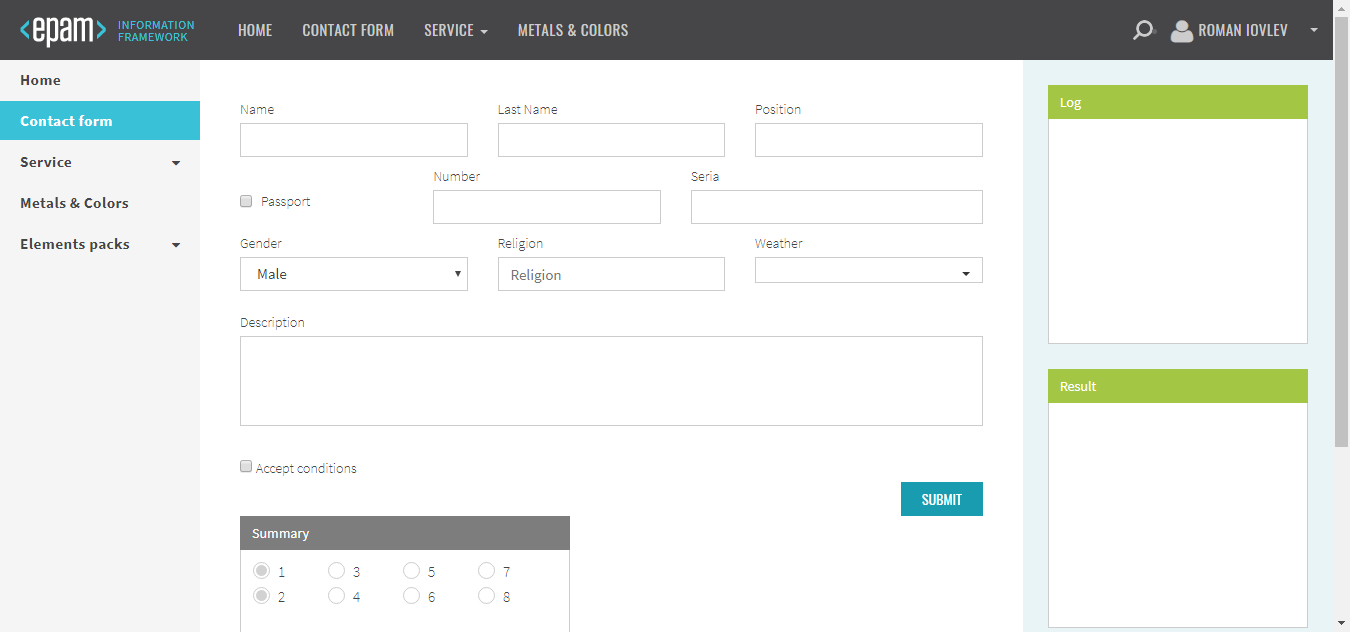 <epam> INFORMATION
FRAMEWORK
HOME CONTACT FORM SERVICE METALS & COLORS ROMAN IOVLEV
Home
Contact form
Service
Metals & Colors
Elements packs
Name Last Name Position
Passport Number Seria
Gender Religion Weather
Male Religion
Description
Accept conditions
SUBMIT
Summary
1 3 5 7
2 4 6 8
Log
Result